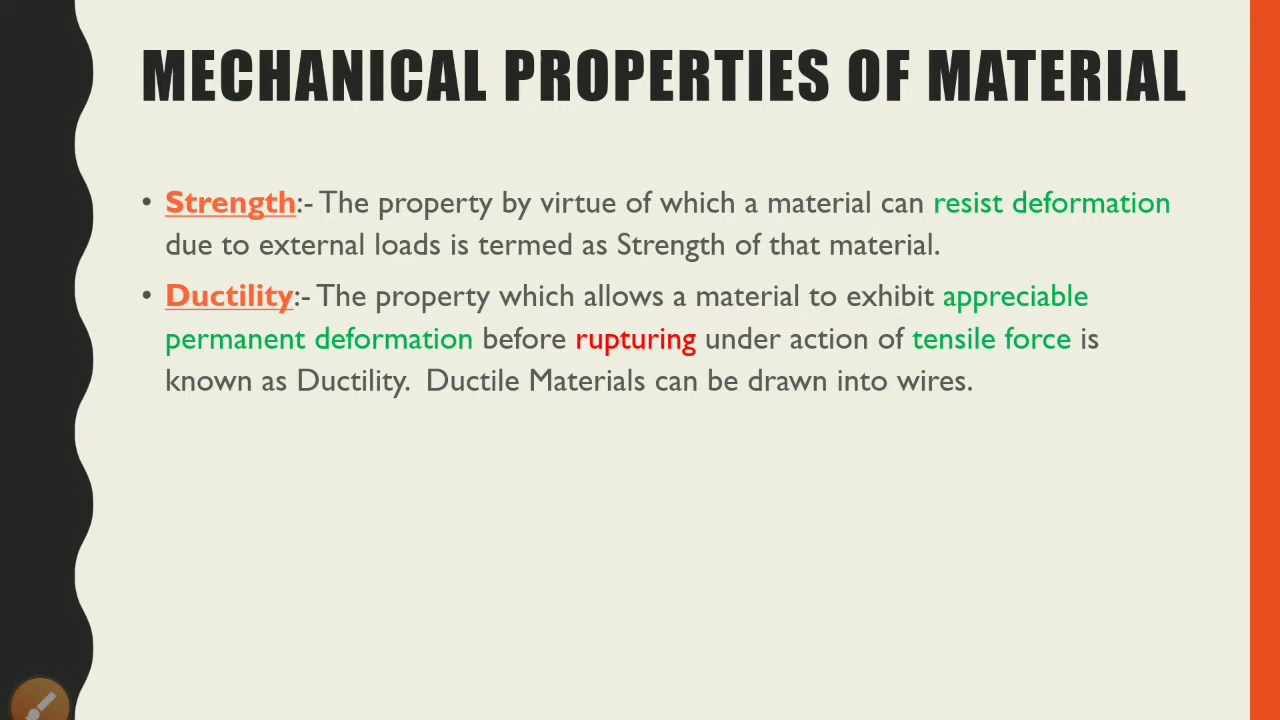 MECHANICAL PROPERTIES OF MATERIAL
• Strength:- The property by virtue of which a material can resist deformation
due to external loads is termed as Strength of that material.
• Ductility:- The property which allows a material to exhibit appreciable
permanent deformation before rupturing under action of tensile force is
known as Ductility.  Ductile Materials can be drawn into wires.